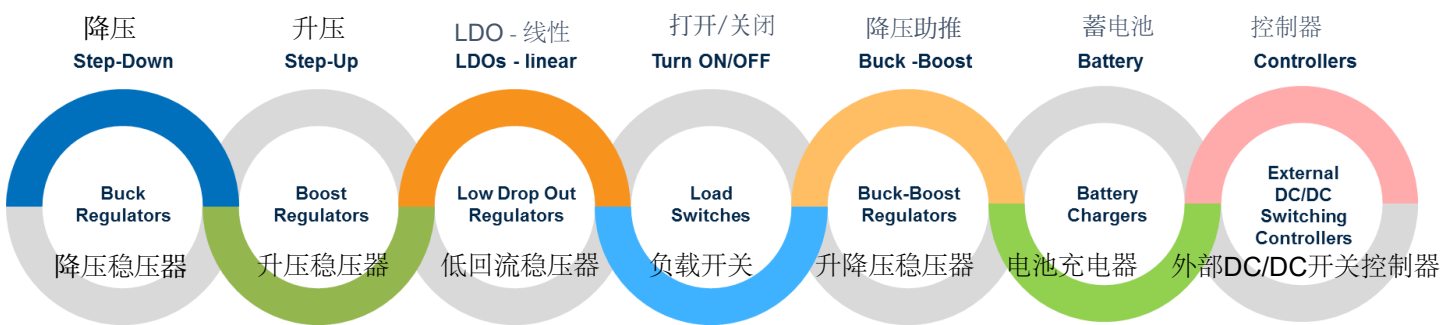 降压
Step-Down
升压
Step-Up
LDO - 线性
LDOs - linear
打开/关闭
Turn ON/OFF
降压助推
Buck -Boost
蓄电池
Battery
控制器
Controllers
Buck
Regulators
降压稳压器
Boost
Regulators
升压稳压器
Low Drop Out
Regulators
低回流稳压器
Load
Switches
负载开关
Buck-Boost
Regulators
升降压稳压器
Battery
Chargers
电池充电器
External
DC/DC
Switching
Controllers
外部DC/DC开关控制器